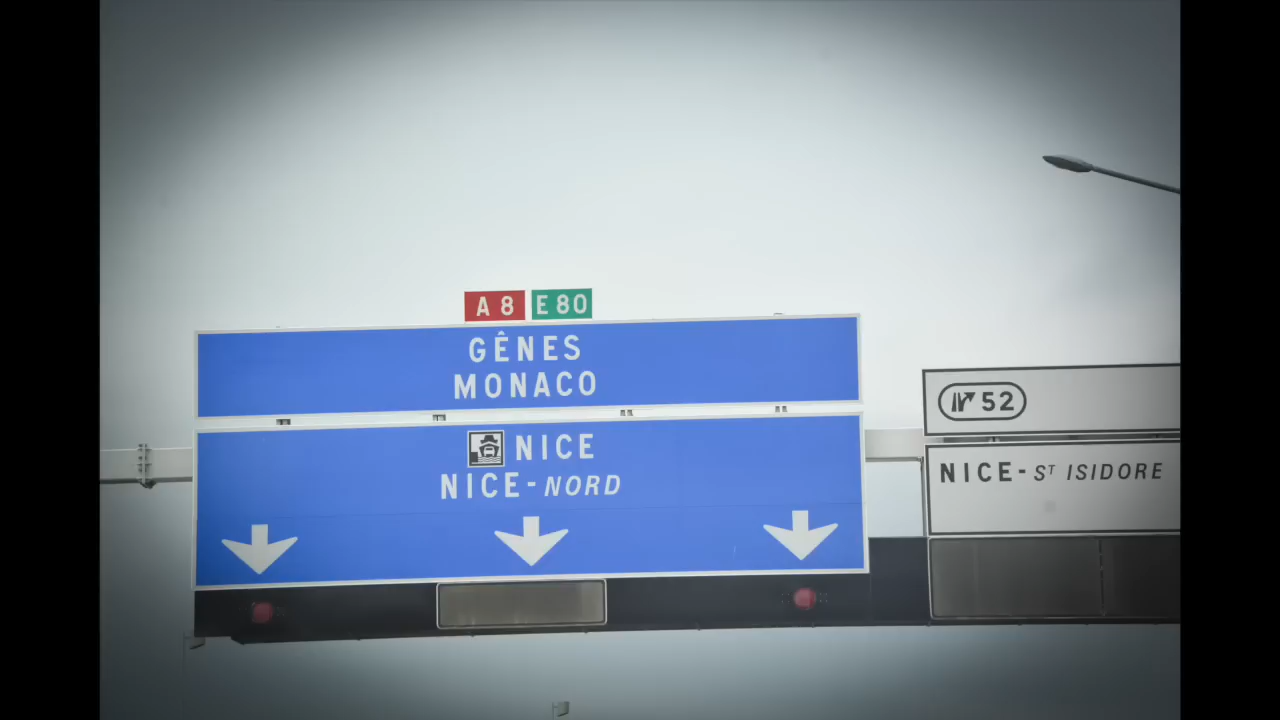 A 8 E 80
GÊNES
MONACO
NICE
NICE-NORD
52
NICE-Sᵀ ISIDORE